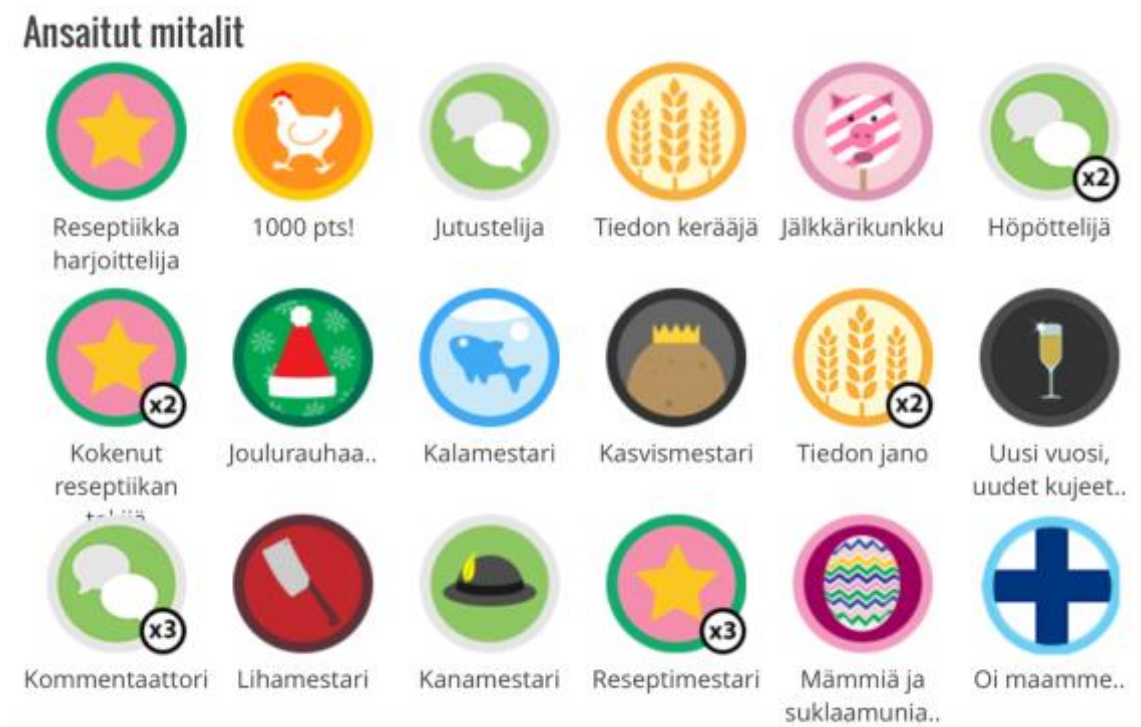 Ansaitut mitalit
Reseptiikka
harjoittelija
1000 pts!
Jutustelija
Tiedon kerääjä
Jälkkärikunkku
x2
Höpöttelijä
x2
Kokenut
reseptiikan
Joulurauhaa..
Kalamestari
Kasvismestari
x2
Tiedon jano
Uusi vuosi,
uudet kujeet..
x3
Kommentaattori
Lihamestari
Kanamestari
x3
Reseptimestari
Mämmiä ja
suklaamunia..
Oi maamme..